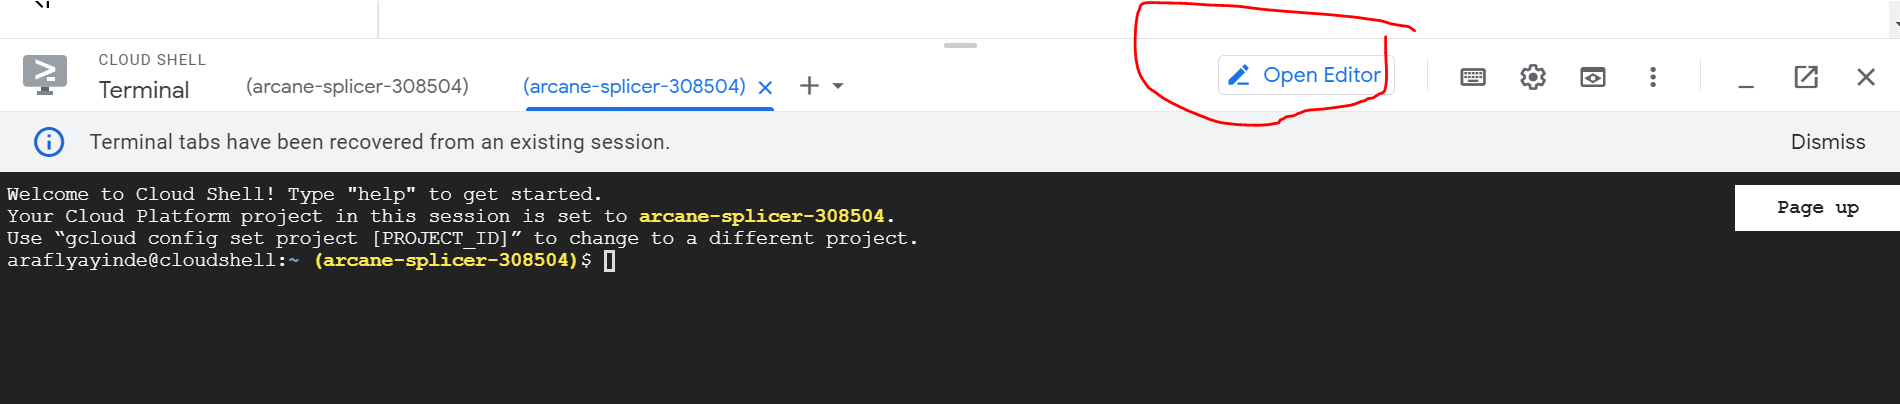 CLOUD SHELL
Terminal
(arcane-splicer-308504)
(arcane-splicer-308504)
Open Editor
Terminal tabs have been recovered from an existing session.
Dismiss
Welcome to Cloud Shell! Type "help" to get started.
Your Cloud Platform project in this session is set to arcane-splicer-308504.
Use “gcloud config set project [PROJECT_ID]” to change to a different project.
araflyayinde@cloudshell:~ (arcane-splicer-308504)$
Page up